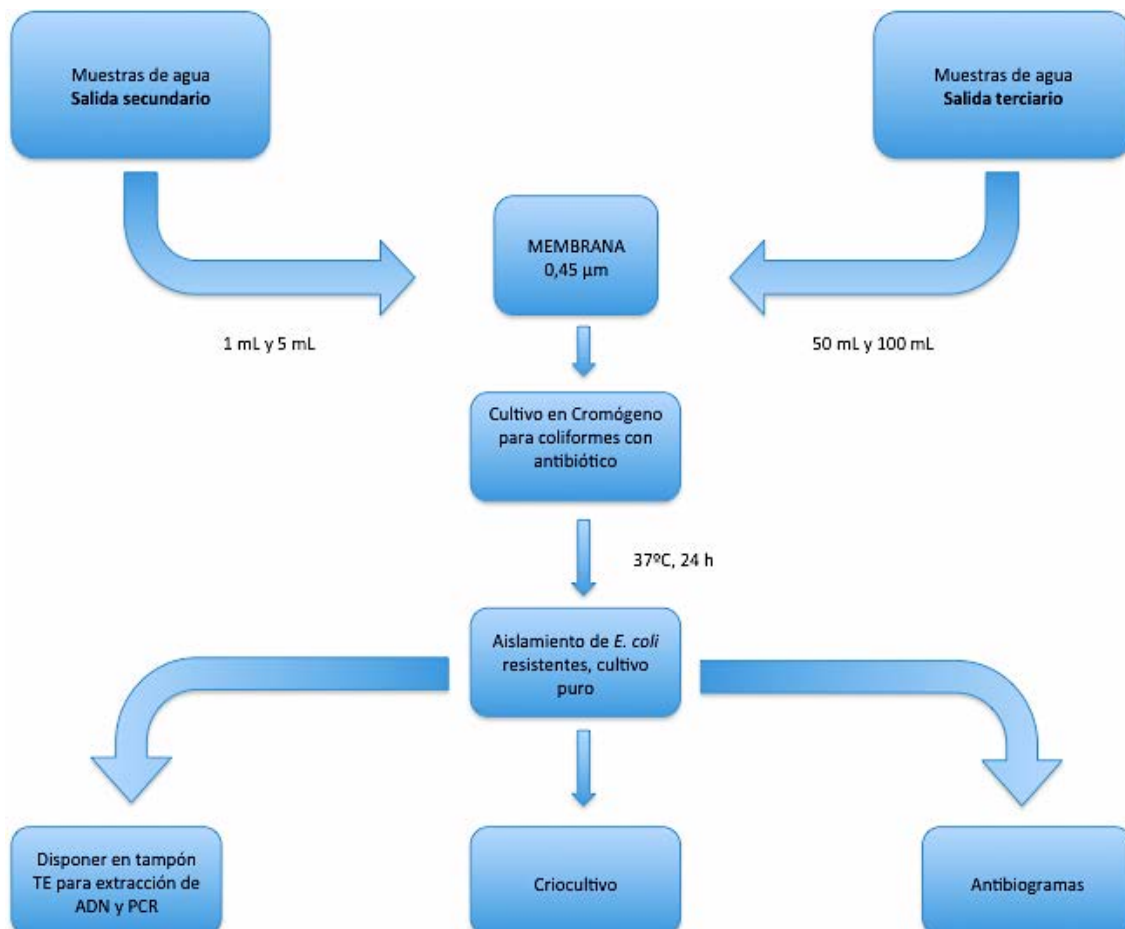 Muestras de agua
Salida secundario
Muestras de agua
Salida terciario
MEMBRANA
0,45 µm
1 mL y 5 mL
50 mL y 100 mL
Cultivo en Cromógeno
para coliformes con
antibiótico
37ºC, 24 h
Aislamiento de E. coli
resistentes, cultivo
puro
Disponer en tampón
TE para extracción de
ADN y PCR
Criocultivo
Antibiogramas